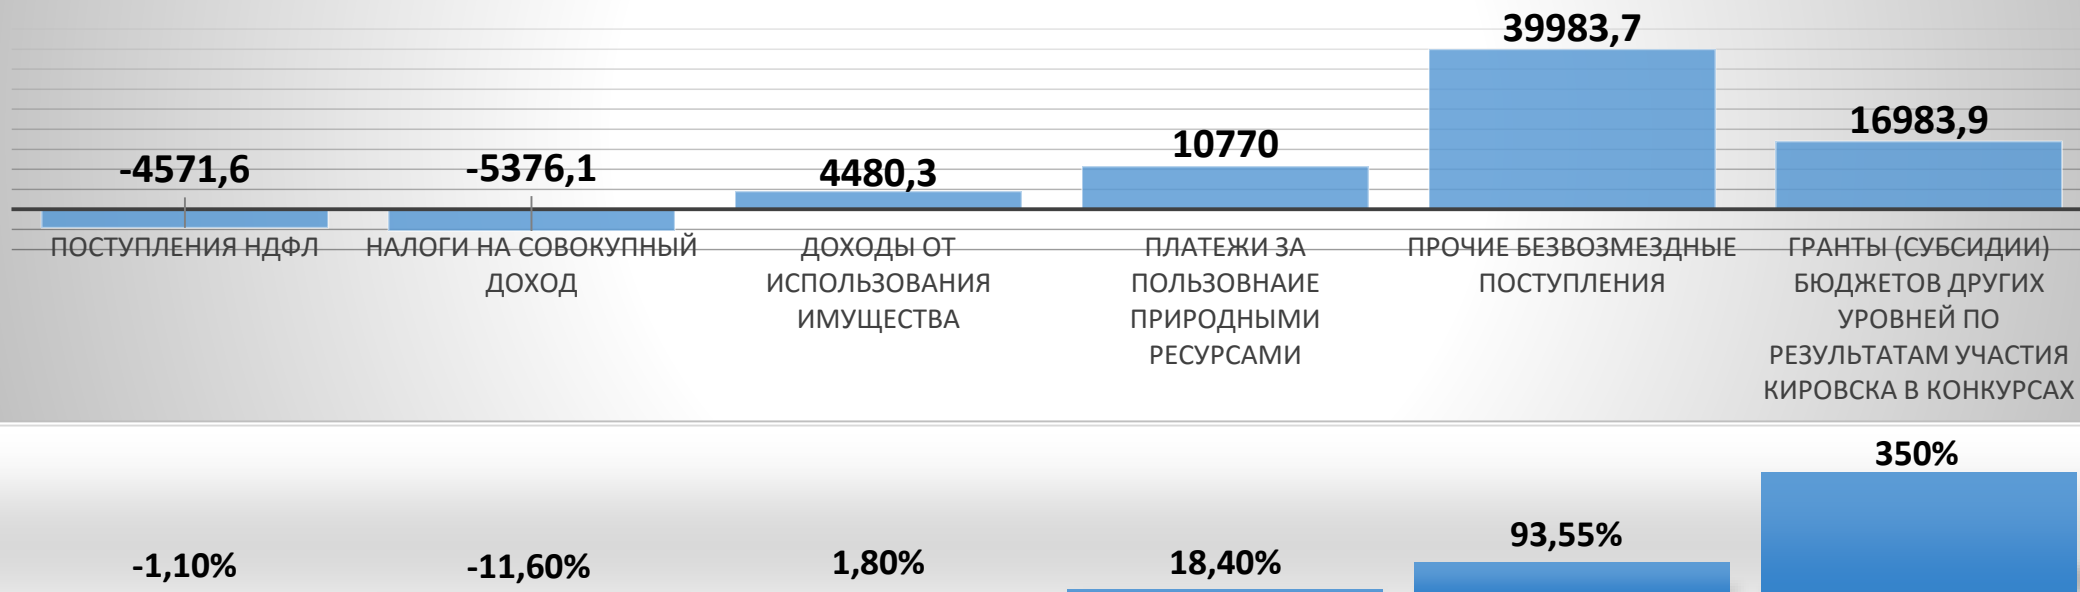 39983,7
16983,9
10770
-4571,6
-5376,1
4480,3
ПОСТУПЛЕНИЯ НДФЛ
НАЛОГИ НА СОВОКУПНЫЙ
ДОХОД
ДОХОДЫ ОТ
ИСПОЛЬЗОВАНИЯ
ИМУЩЕСТВА
ПЛАТЕЖИ ЗА
ПОЛЬЗОВНАИЕ
ПРИРОДНЫМИ
РЕСУРСАМИ
ПРОЧИЕ БЕЗВОЗМЕЗДНЫЕ
ПОСТУПЛЕНИЯ
ГРАНТЫ (СУБСИДИИ)
БЮДЖЕТОВ ДРУГИХ
УРОВНЕЙ ПО
РЕЗУЛЬТАТАМ УЧАСТИЯ
КИРОВСКА В КОНКУРСАХ
350%
93,55%
-1,10%
-11,60%
1,80%
18,40%